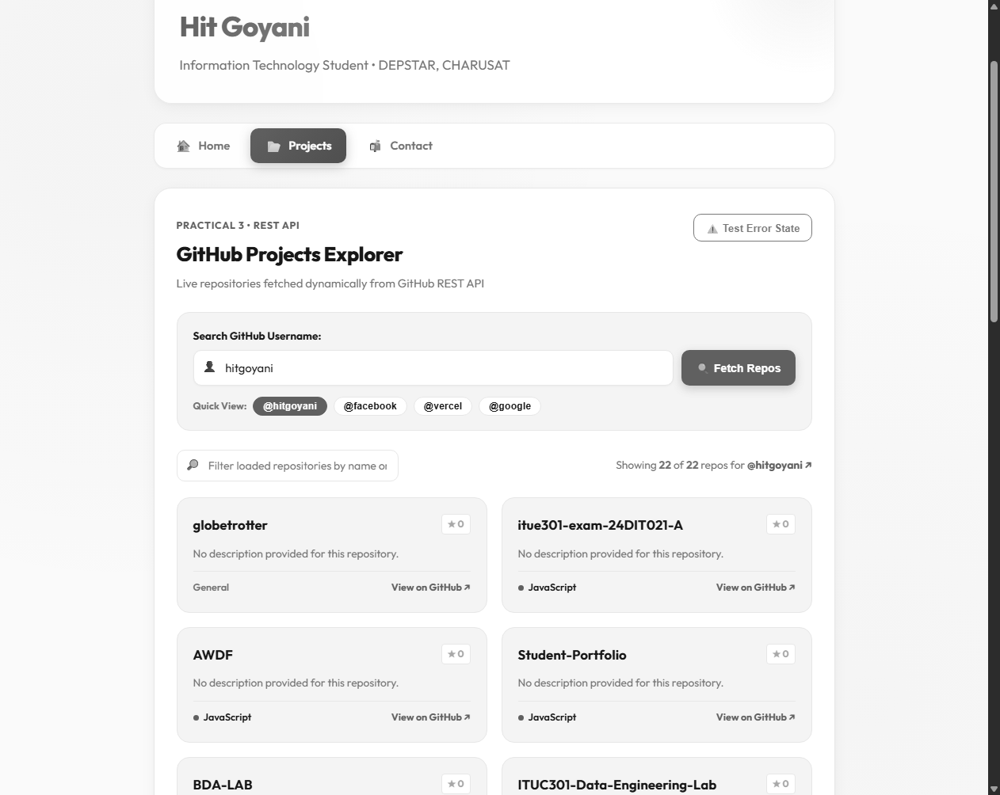 Hit Goyani
Information Technology Student • DEPSTAR, CHARUSAT
Home
Projects
Contact
PRACTICAL 3 • REST API
Test Error State
GitHub Projects Explorer
Live repositories fetched dynamically from GitHub REST API
Search GitHub Username:
hitgoyani
Fetch Repos
Quick View: @hitgoyani @facebook @vercel @google
Filter loaded repositories by name or
Showing 22 of 22 repos for @hitgoyani ↗
globetrotter ★ 0
No description provided for this repository.
General View on GitHub ↗
itue301-exam-24DIT021-A ★ 0
No description provided for this repository.
JavaScript View on GitHub ↗
AWDF ★ 0
No description provided for this repository.
JavaScript View on GitHub ↗
Student-Portfolio ★ 0
No description provided for this repository.
JavaScript View on GitHub ↗
BDA-LAB ★ 0
ITUC301-Data-Engineering-Lab ★ 0